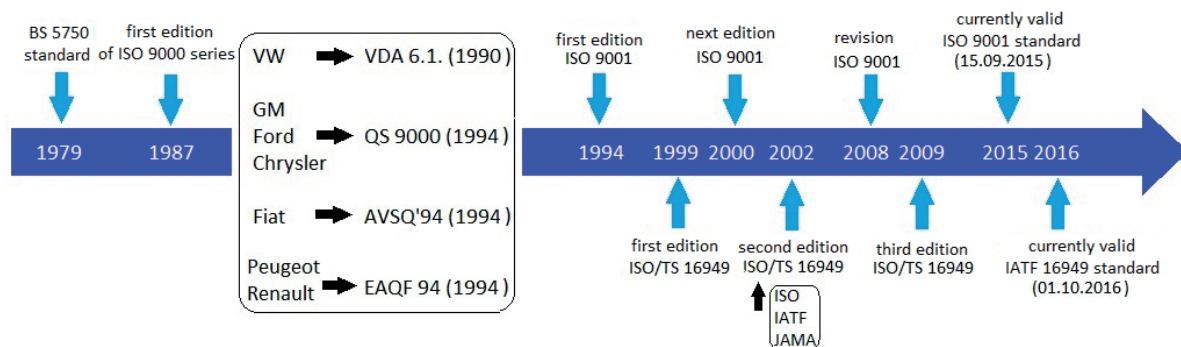 BS 5750
standard
first edition
of ISO 9000 series
VW
VDA 6.1. (1990)
GM
Ford
Chrysler
QS 9000 (1994)
Fiat
AVSQ'94 (1994)
Peugeot
Renault
EAQF 94 (1994)
first edition
ISO 9001
next edition
ISO 9001
revision
ISO 9001
currently valid
ISO 9001 standard
(15.09.2015)
1979
1987
1994
1999
2000
2002
2008
2009
2015
2016
first edition
ISO/TS 16949
second edition
ISO/TS 16949
ISO
IATF
JAMA
third edition
ISO/TS 16949
currently valid
IATF 16949 standard
(01.10.2016)